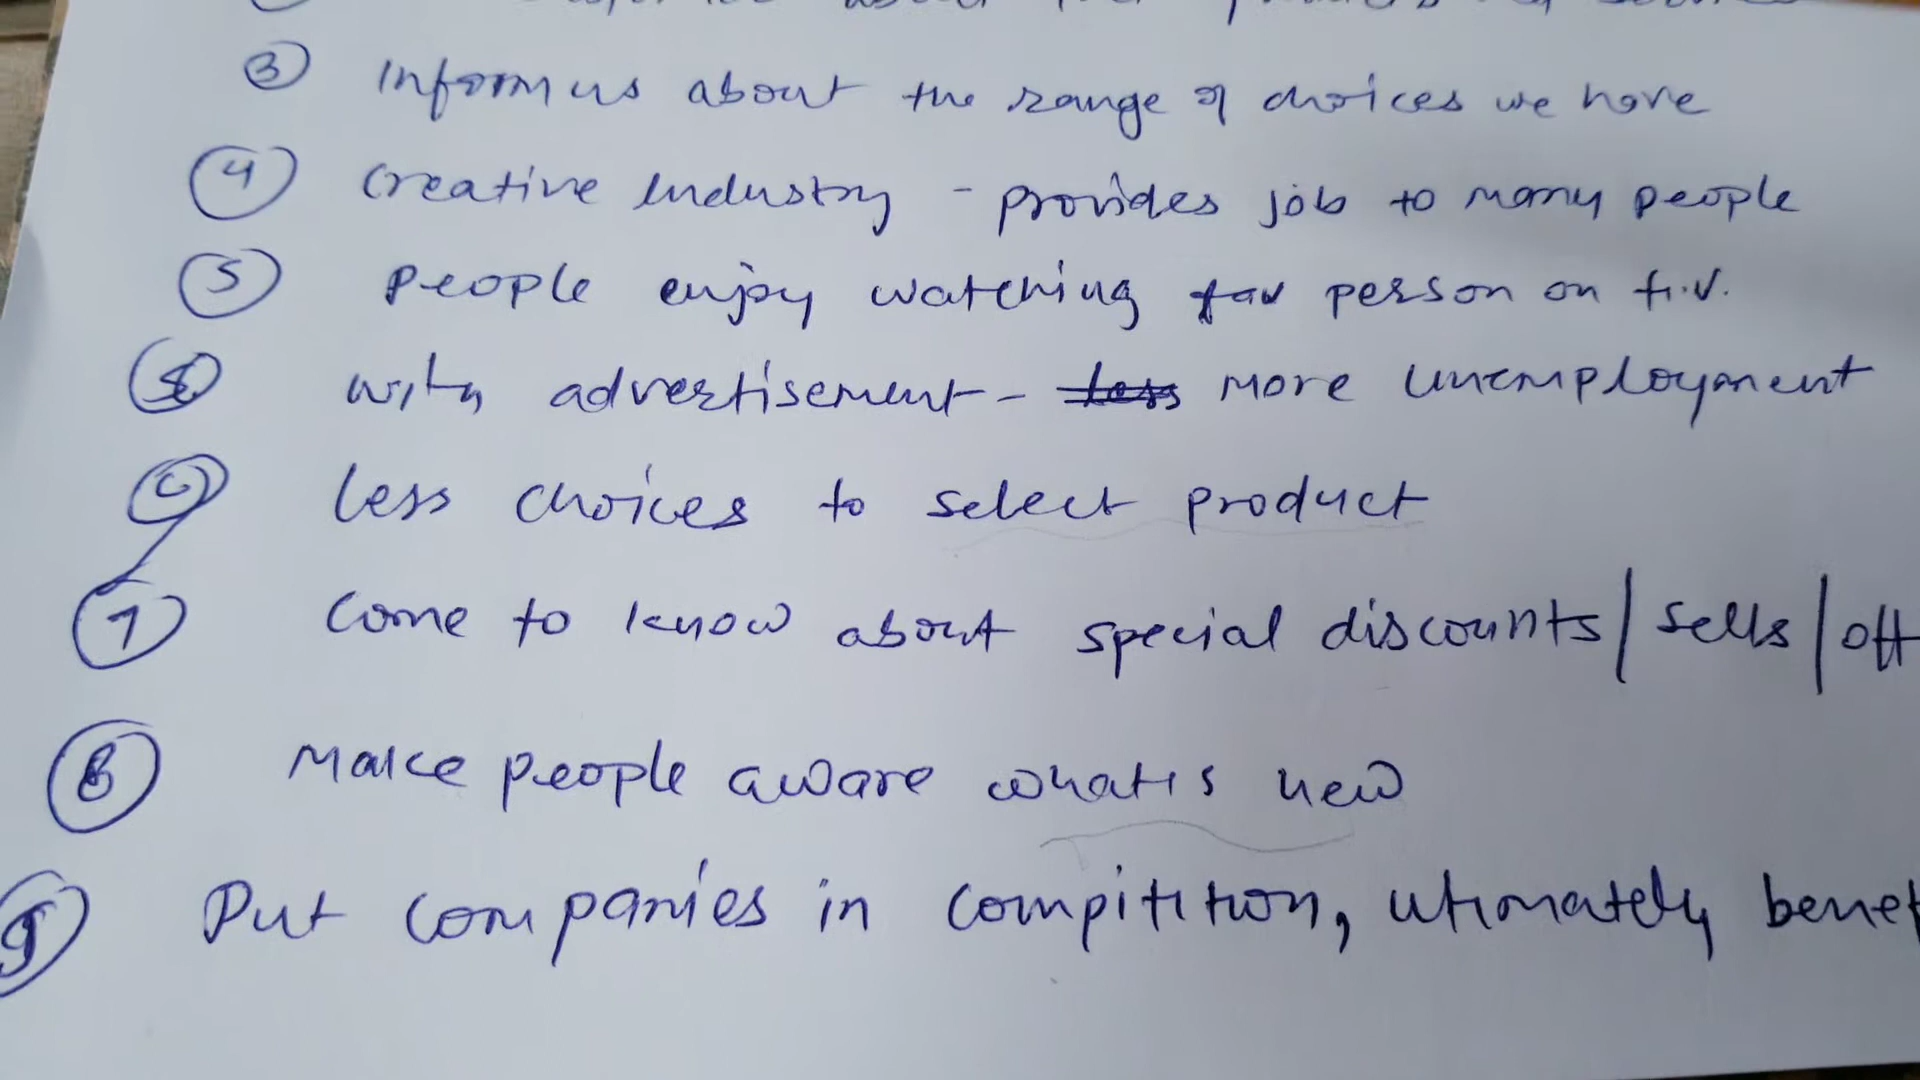 about
③ Inform us about the range of choices we have
④ Creative Industry - provides job to many people
⑤ People enjoy watching fav person on t.v.
with advertisement - less more unemployment
⑥ less choices to select product
⑦ Come to know about special discounts/sells/off
⑧ Make people aware what is new
⑨ Put companies in compitition, utimately benef